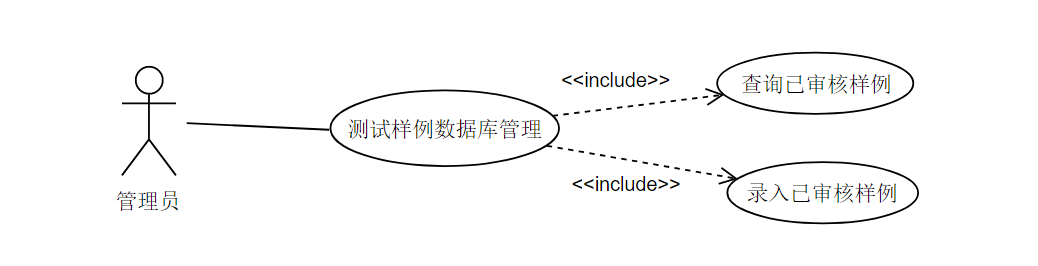 <<include>>
查询已审核样例
测试样例数据库管理
<<include>>
管理员
录入已审核样例